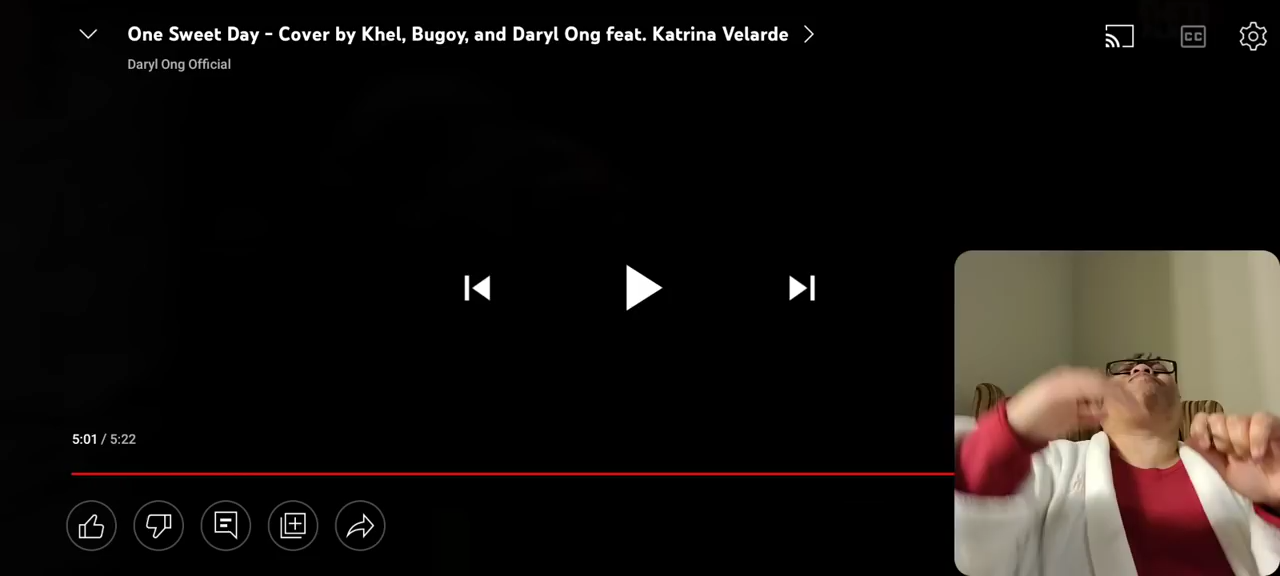 One Sweet Day - Cover by Khel, Bugoy, and Daryl Ong feat. Katrina Velarde
CC
Daryl Ong Official
5:01 / 5:22